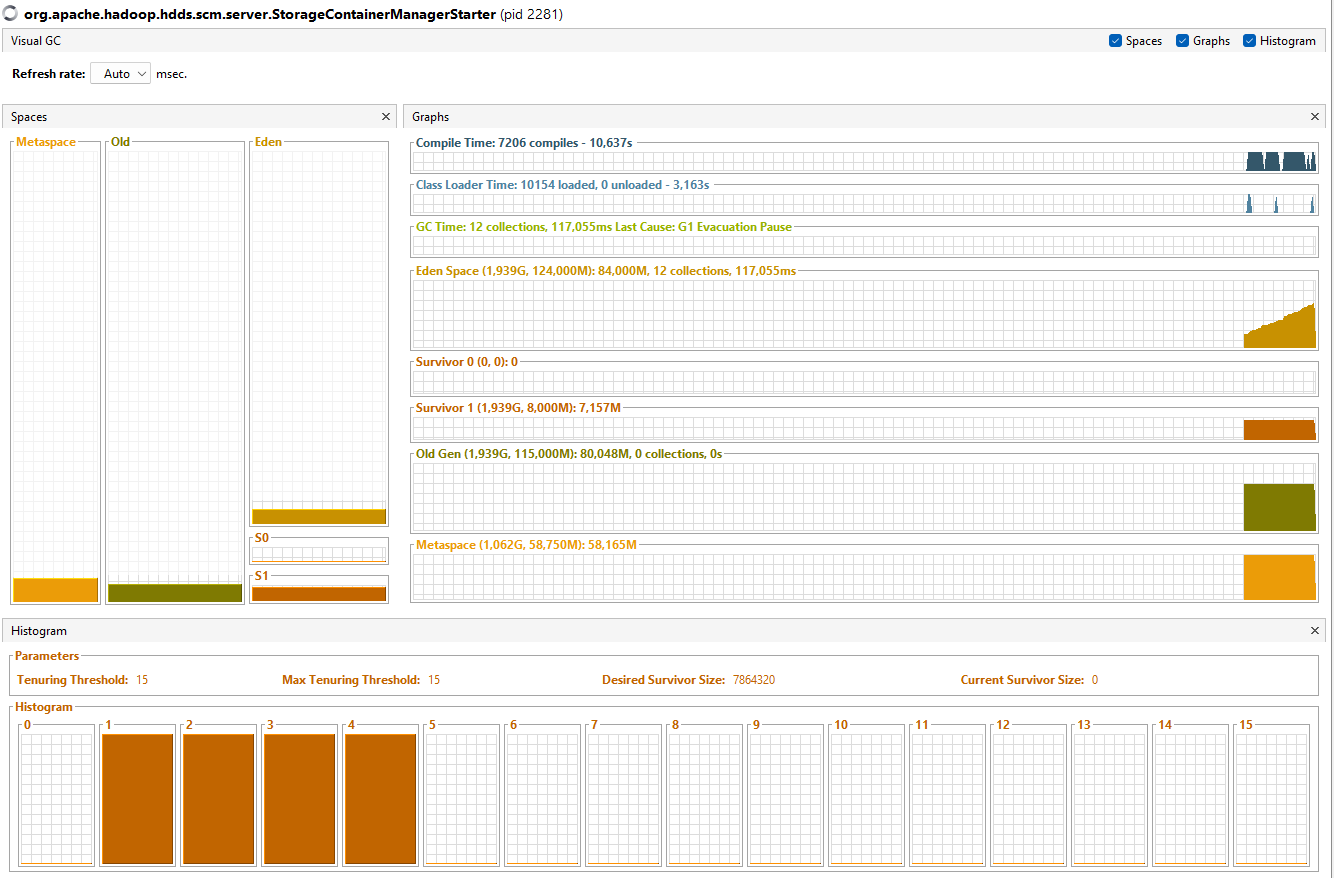 org.apache.hadoop.hdds.scm.server.StorageContainerManagerStarter (pid 2281)
Visual GC
Spaces Graphs Histogram
Refresh rate: Auto msec.
Spaces
Metaspace Old Eden
S0
S1
Graphs
Compile Time: 7206 compiles - 10,637s
Class Loader Time: 10154 loaded, 0 unloaded - 3,163s
GC Time: 12 collections, 117,055ms Last Cause: G1 Evacuation Pause
Eden Space (1,939G, 124,000M): 84,000M, 12 collections, 117,055ms
Survivor 0 (0, 0): 0
Survivor 1 (1,939G, 8,000M): 7,157M
Old Gen (1,939G, 115,000M): 80,048M, 0 collections, 0s
Metaspace (1,062G, 58,750M): 58,165M
Histogram
Parameters
Tenuring Threshold: 15 Max Tenuring Threshold: 15 Desired Survivor Size: 7864320 Current Survivor Size: 0
Histogram
0 1 2 3 4 5 6 7 8 9 10 11 12 13 14 15